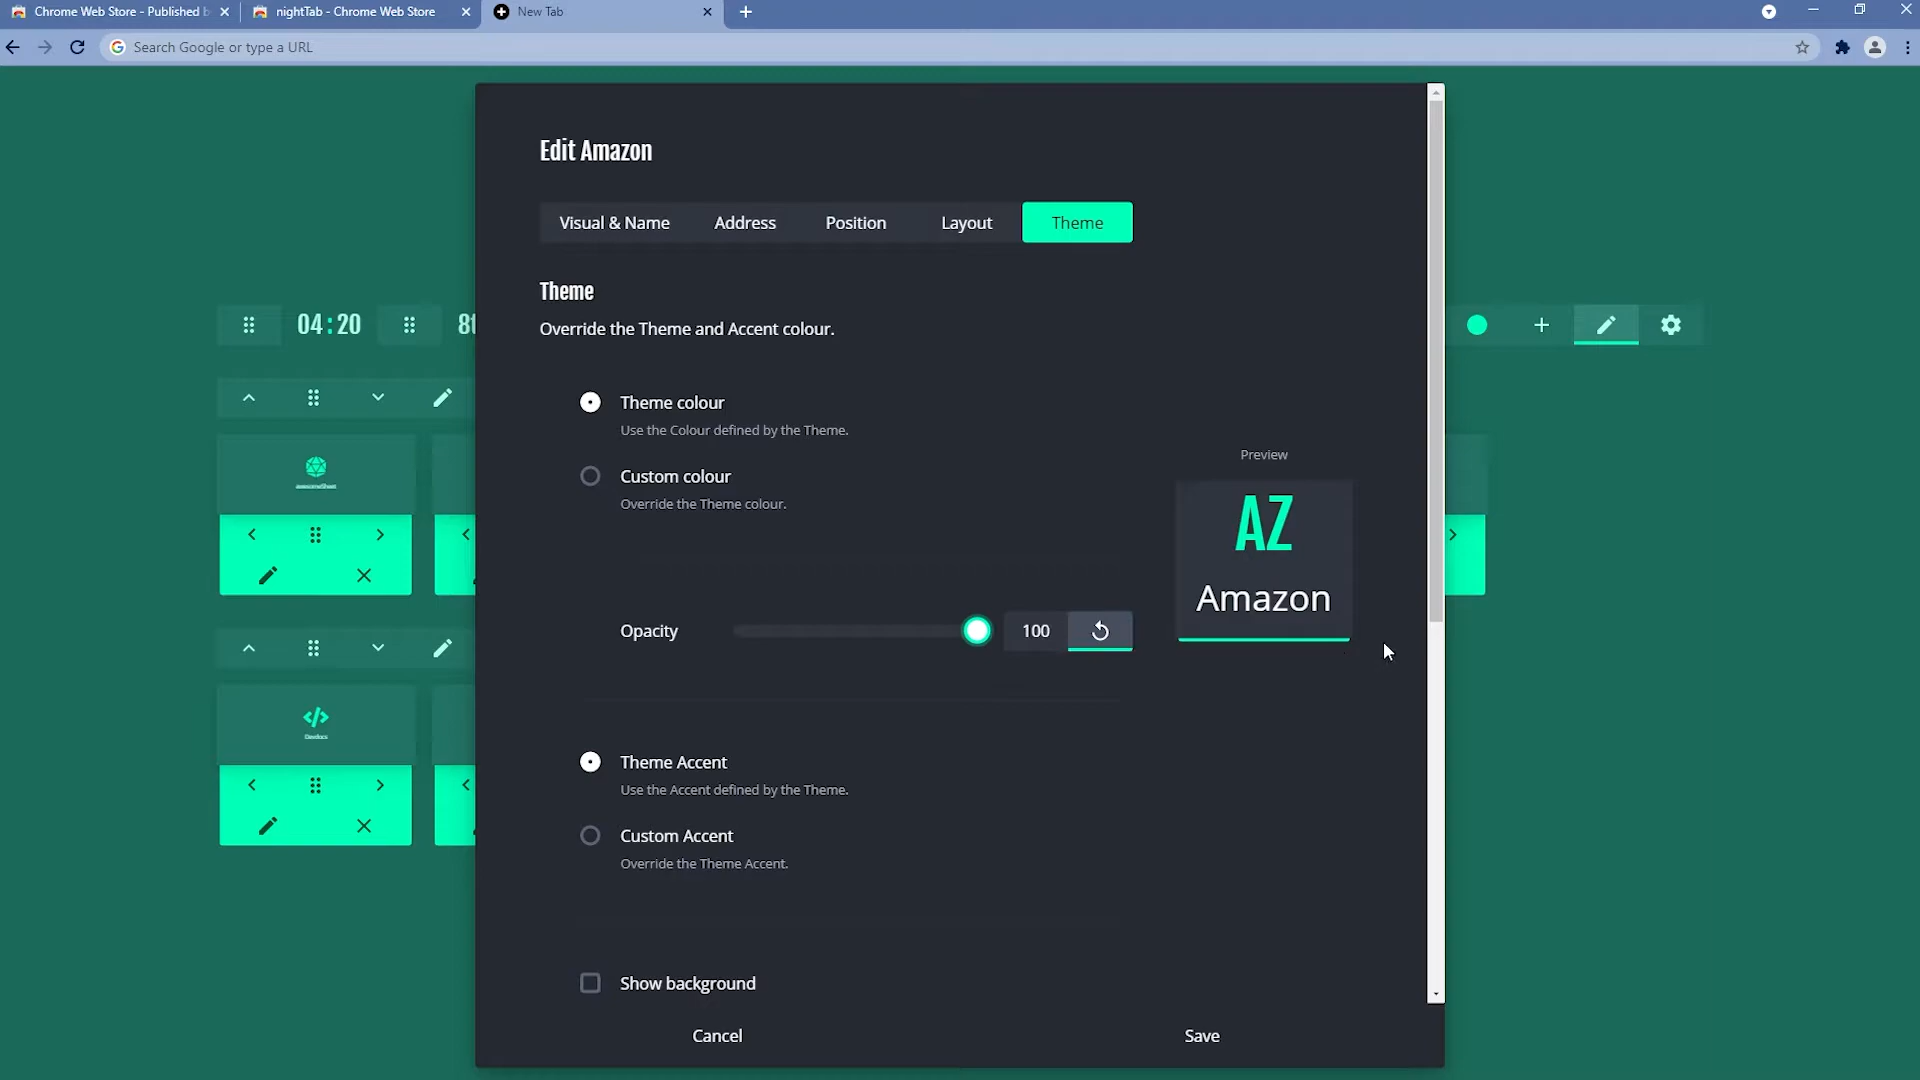 Chrome Web Store - Published b
nightTab - Chrome Web Store
New Tab
Search Google or type a URL
Edit Amazon
Visual & Name
Address
Position
Layout
Theme
Theme
Override the Theme and Accent colour.
04:20
8t
Theme colour
Use the Colour defined by the Theme.
Custom colour
Override the Theme colour.
Preview
AZ
Amazon
awesomeSheet
Opacity
100
Devdocs
Theme Accent
Use the Accent defined by the Theme.
Custom Accent
Override the Theme Accent.
Show background
Cancel
Save